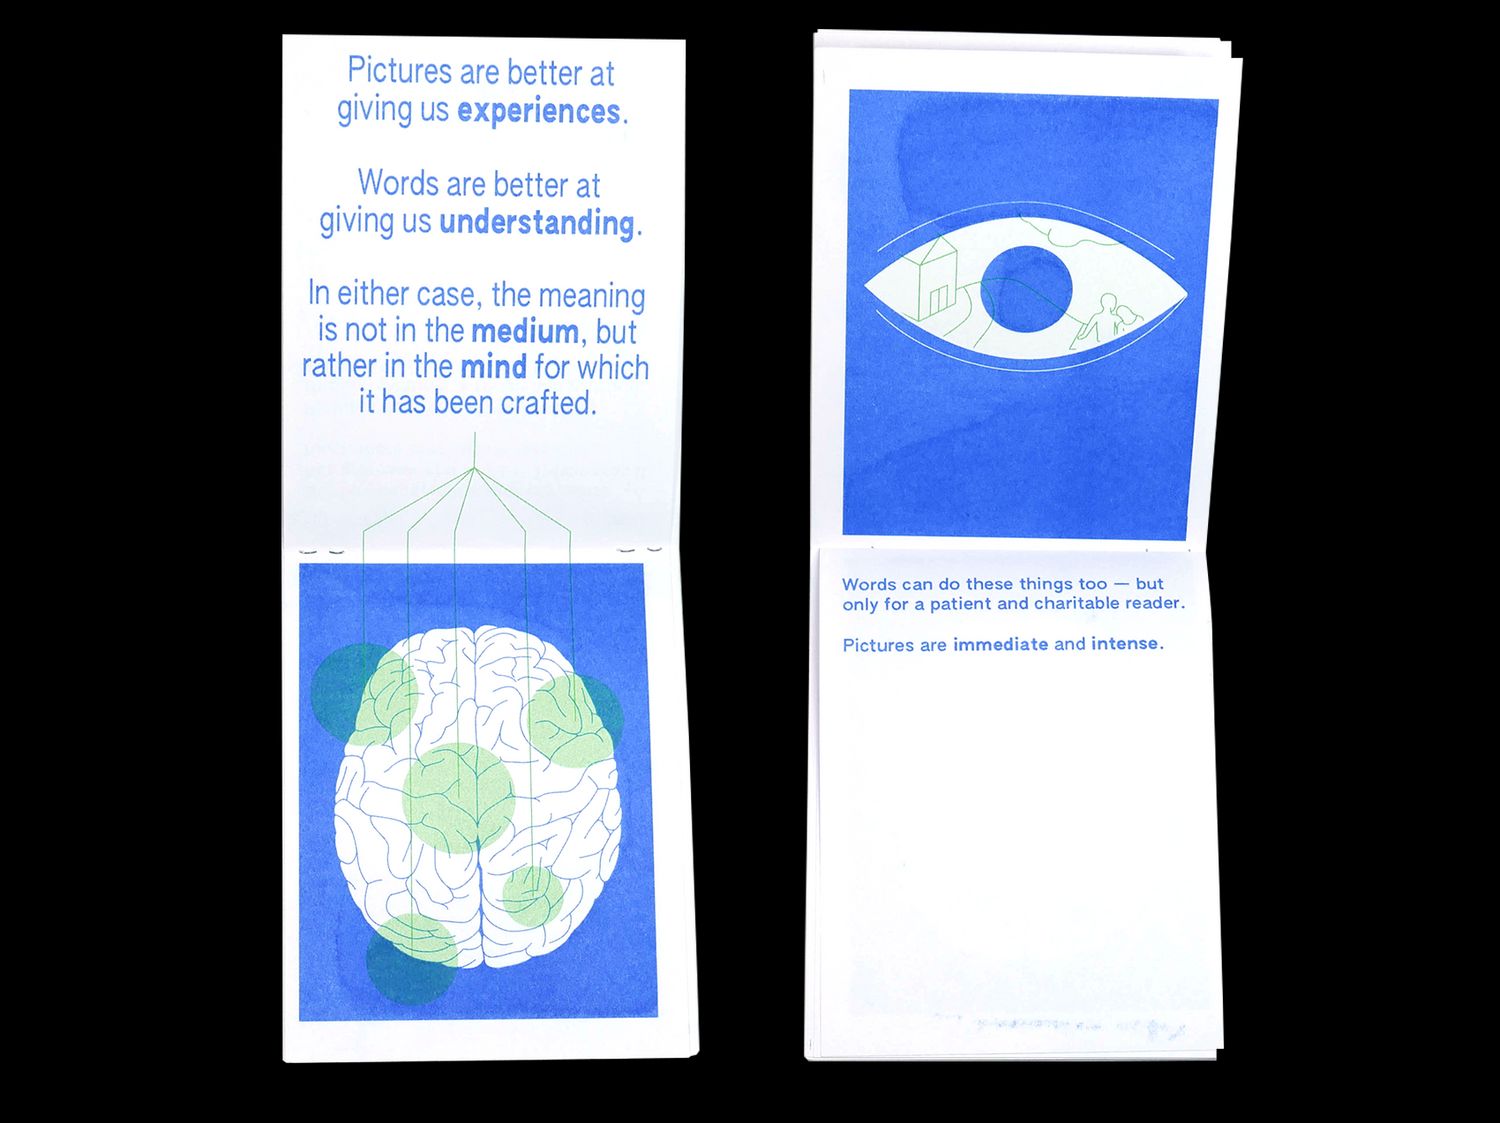 Pictures are better at
giving us experiences.
Words are better at
giving us understanding.
In either case, the meaning
is not in the medium, but
rather in the mind for which
it has been crafted.
Words can do these things too — but
only for a patient and charitable reader.
Pictures are immediate and intense.